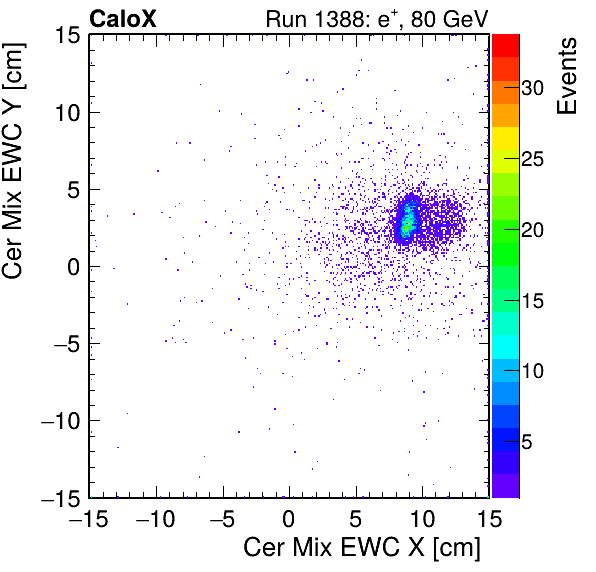 CaloX
Run 1388: e+, 80 GeV
Events
Cer Mix EWC Y [cm]
15
10
5
0
−5
−10
−15
30
25
20
15
10
5
−15 −10 −5 0 5 10 15
Cer Mix EWC X [cm]